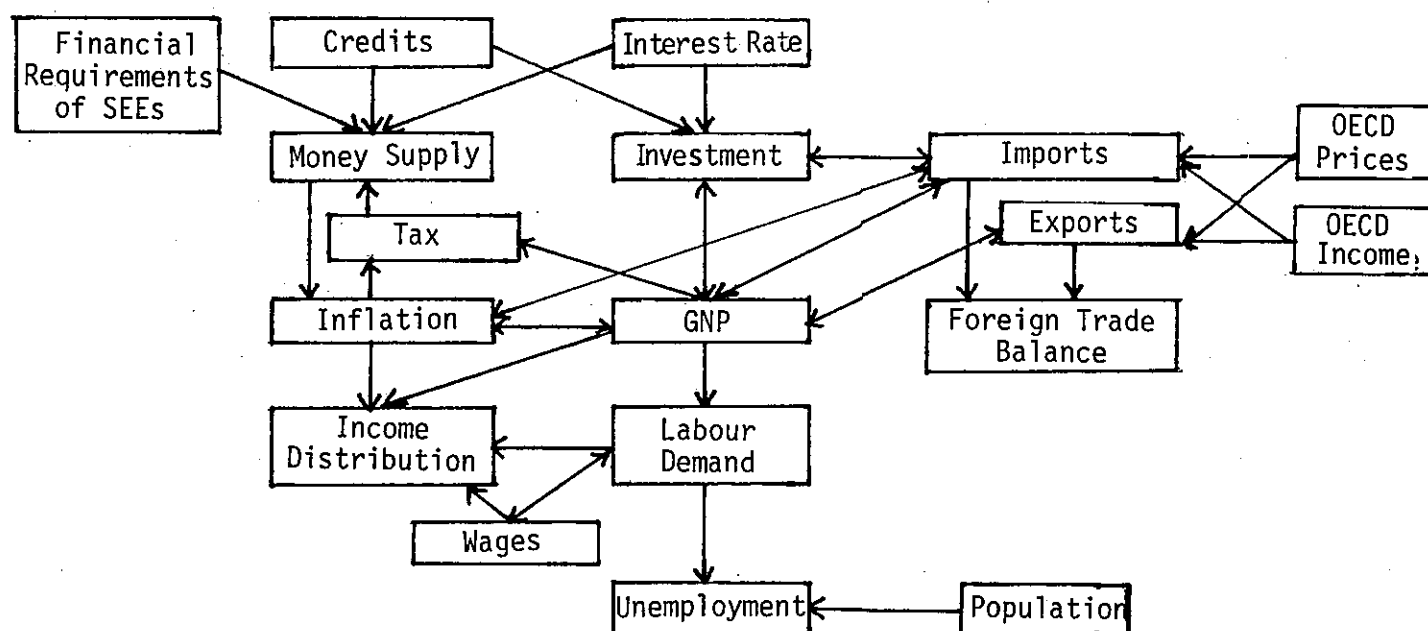 Financial
Requirements
of SEEs
Credits
Interest Rate
Money Supply
Investment
Imports
OECD
Prices
Tax
Exports
OECD
Income,
Inflation
GNP
Foreign Trade
Balance
Income
Distribution
Labour
Demand
Wages
Unemployment
Population